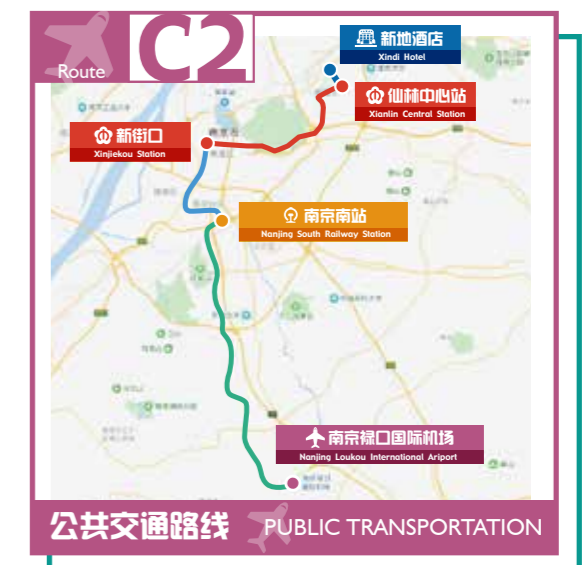 Route
C2
新地酒店
Xindi Hotel
仙林中心站
Xianlin Central Station
新街口
Xinjiekou Station
南京南站
Nanjing South Railway Station
南京禄口国际机场
Nanjing Loukou International Ariport
公共交通路线
PUBLIC TRANSPORTATION